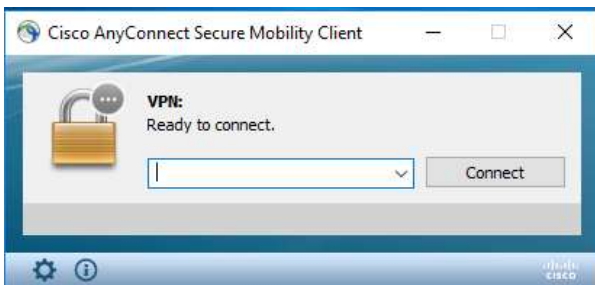 Cisco AnyConnect Secure Mobility Client
VPN:
Ready to connect.
Connect
CISCO